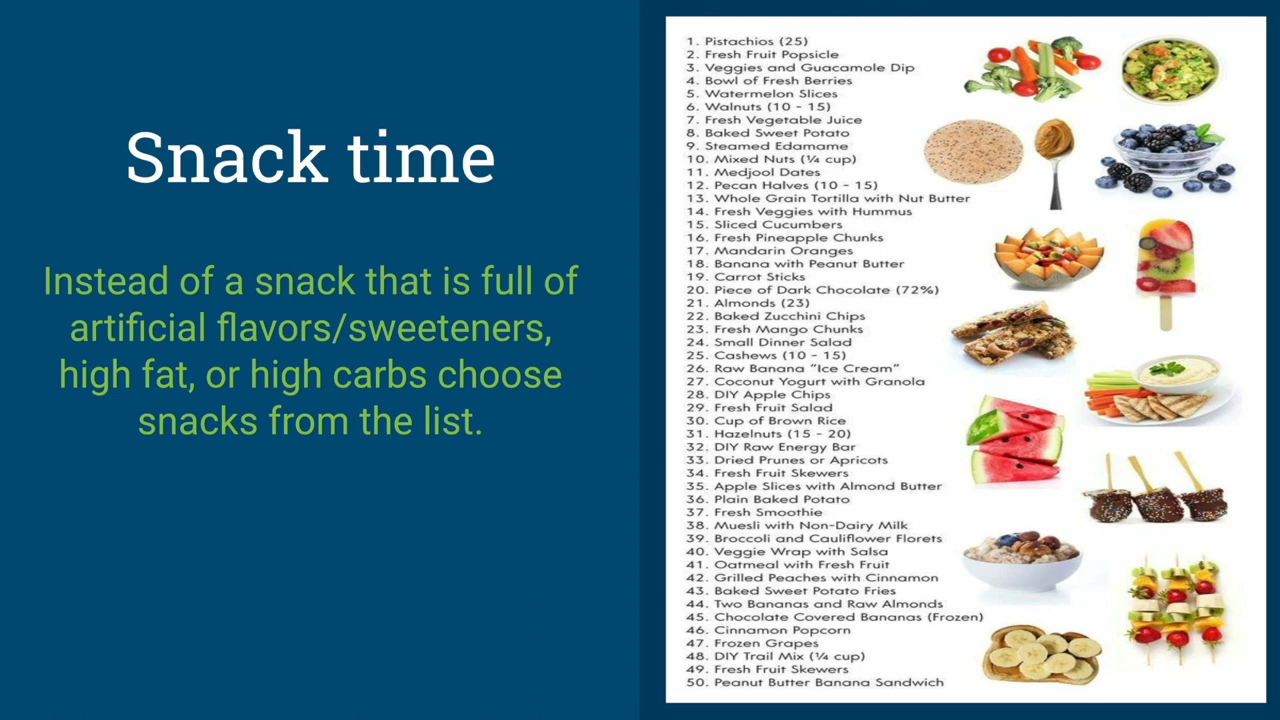 Snack time
Instead of a snack that is full of
artificial flavors/sweeteners,
high fat, or high carbs choose
snacks from the list.
1. Pistachios (25)
2. Fresh Fruit Popsicle
3. Veggies and Guacamole Dip
4. Bowl of Fresh Berries
5. Watermelon Slices
6. Walnuts (10 - 15)
7. Fresh Vegetable Juice
8. Baked Sweet Potato
9. Steamed Edamame
10. Mixed Nuts (¼ cup)
11. Medjool Dates
12. Pecan Halves (10 - 15)
13. Whole Grain Tortilla with Nut Butter
14. Fresh Veggies with Hummus
15. Sliced Cucumbers
16. Fresh Pineapple Chunks
17. Mandarin Oranges
18. Banana with Peanut Butter
19. Carrot Sticks
20. Piece of Dark Chocolate (72%)
21. Almonds (23)
22. Baked Zucchini Chips
23. Fresh Mango Chunks
24. Small Dinner Salad
25. Cashews (10 - 15)
26. Raw Banana "Ice Cream"
27. Coconut Yogurt with Granola
28. DIY Apple Chips
29. Fresh Fruit Salad
30. Cup of Brown Rice
31. Hazelnuts (15 - 20)
32. DIY Raw Energy Bar
33. Dried Prunes or Apricots
34. Fresh Fruit Skewers
35. Apple Slices with Almond Butter
36. Plain Baked Potato
37. Fresh Smoothie
38. Muesli with Non-Dairy Milk
39. Broccoli and Cauliflower Florets
40. Veggie Wrap with Salsa
41. Oatmeal with Fresh Fruit
42. Grilled Peaches with Cinnamon
43. Baked Sweet Potato Fries
44. Two Bananas and Raw Almonds
45. Chocolate Covered Bananas (Frozen)
46. Cinnamon Popcorn
47. Frozen Grapes
48. DIY Trail Mix (¼ cup)
49. Fresh Fruit Skewers
50. Peanut Butter Banana Sandwich